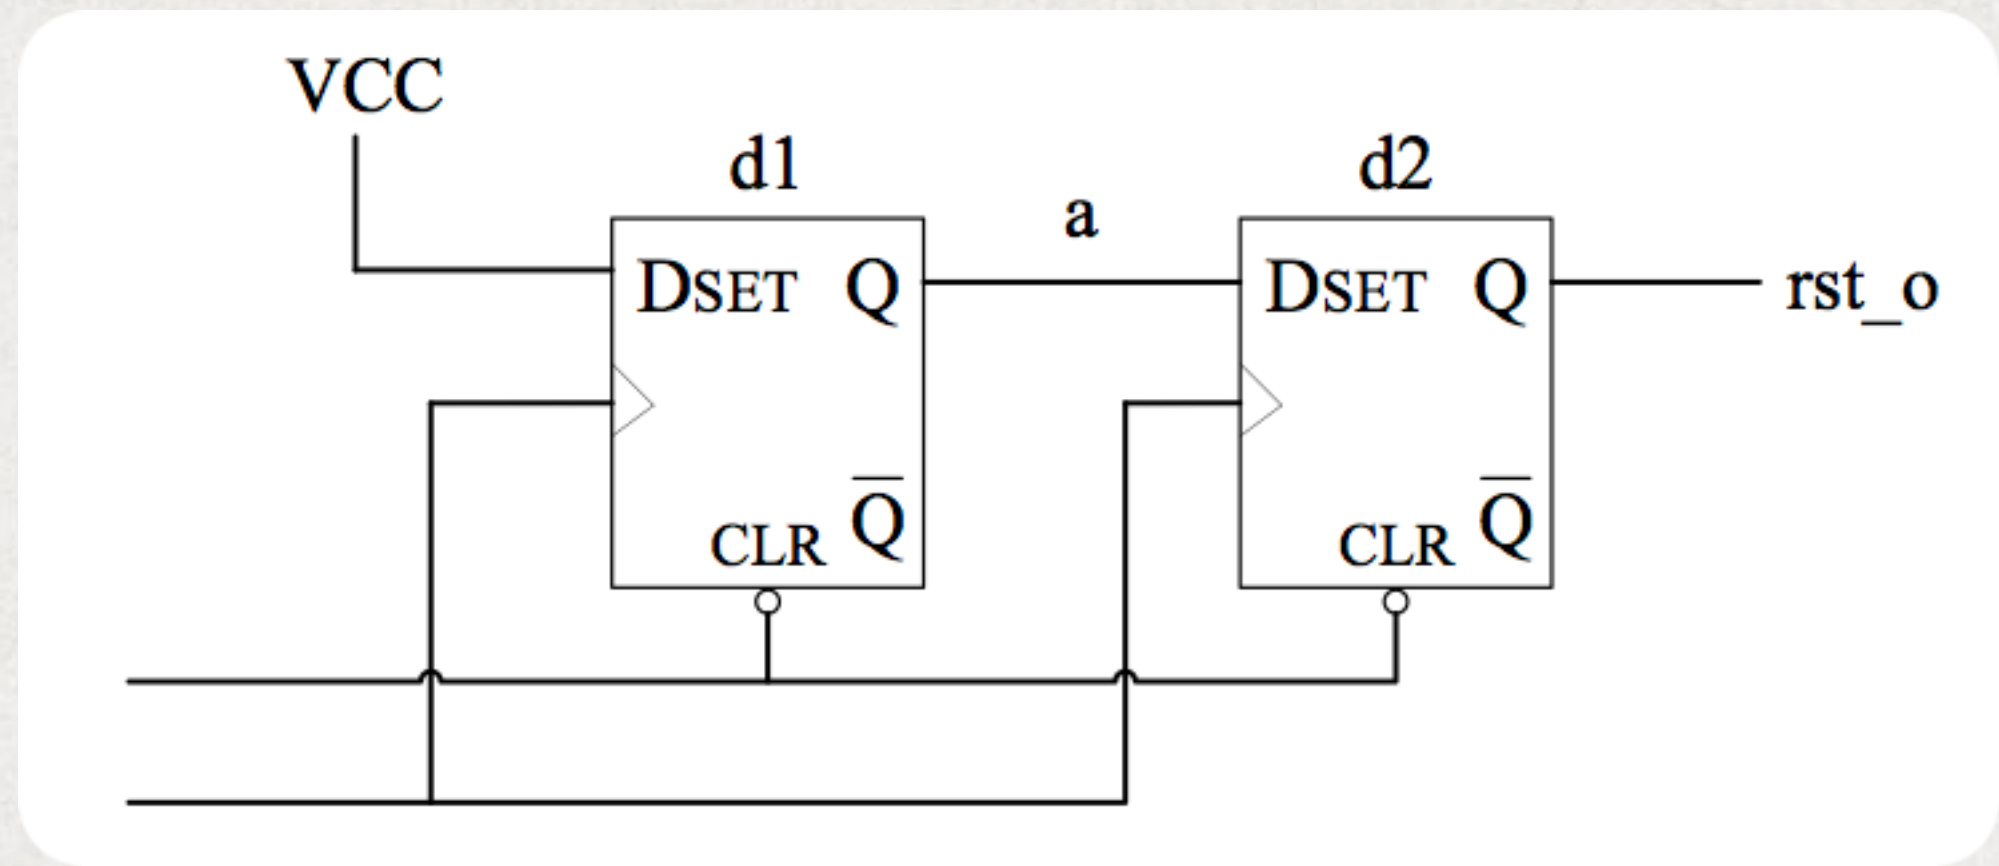 VCC
d1
a
d2
DSET Q
DSET Q
rst_o
CLR Q̅
CLR Q̅